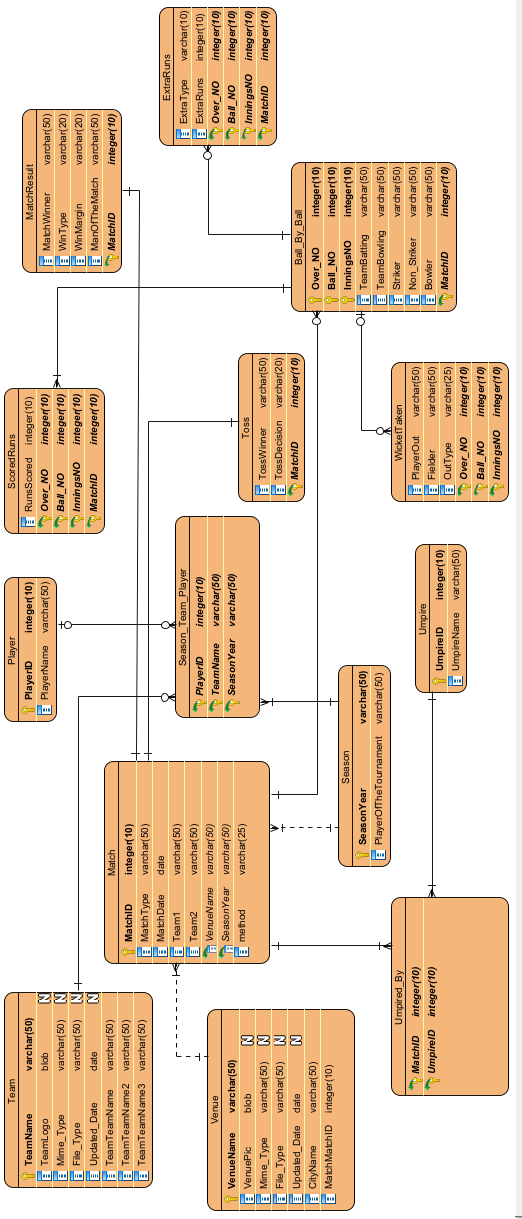 Team
TeamName varchar(50)
TeamLogo blob N
Mime_Type varchar(50) N
File_Type varchar(50) N
Updated_Date date N
TeamTeamName varchar(50)
TeamTeamName2 varchar(50)
TeamTeamName3 varchar(50)
Venue
VenueName varchar(50)
VenuePic blob N
Mime_Type varchar(50) N
File_Type varchar(50) N
Updated_Date date N
CityName varchar(50)
MatchMatchID integer(10)
Match
MatchID integer(10)
MatchType varchar(50)
MatchDate date
Team1 varchar(50)
Team2 varchar(50)
VenueName varchar(50)
SeasonYear varchar(50)
method varchar(25)
Umpired_By
MatchID integer(10)
UmpireID integer(10)
Player
PlayerID integer(10)
PlayerName varchar(50)
Season_Team_Player
PlayerID integer(10)
TeamName varchar(50)
SeasonYear varchar(50)
Season
SeasonYear varchar(50)
PlayerOfTheTournament varchar(50)
Umpire
UmpireID integer(10)
UmpireName varchar(50)
ScoredRuns
RunsScored integer(10)
Over_NO integer(10)
Ball_NO integer(10)
InningsNO integer(10)
MatchID integer(10)
Toss
TossWinner varchar(50)
TossDecision varchar(20)
MatchID integer(10)
WicketTaken
PlayerOut varchar(50)
Fielder varchar(50)
OutType varchar(25)
Over_NO integer(10)
Ball_NO integer(10)
InningsNO integer(10)
MatchResult
MatchWinner varchar(50)
WinType varchar(20)
WinMargin varchar(20)
ManOfTheMatch varchar(50)
MatchID integer(10)
Ball_By_Ball
Over_NO integer(10)
Ball_NO integer(10)
InningsNO integer(10)
TeamBatting varchar(50)
TeamBowling varchar(50)
Striker varchar(50)
Non_Striker varchar(50)
Bowler varchar(50)
MatchID integer(10)
ExtraRuns
ExtraType varchar(10)
ExtraRuns integer(10)
Over_NO integer(10)
Ball_NO integer(10)
InningsNO integer(10)
MatchID integer(10)